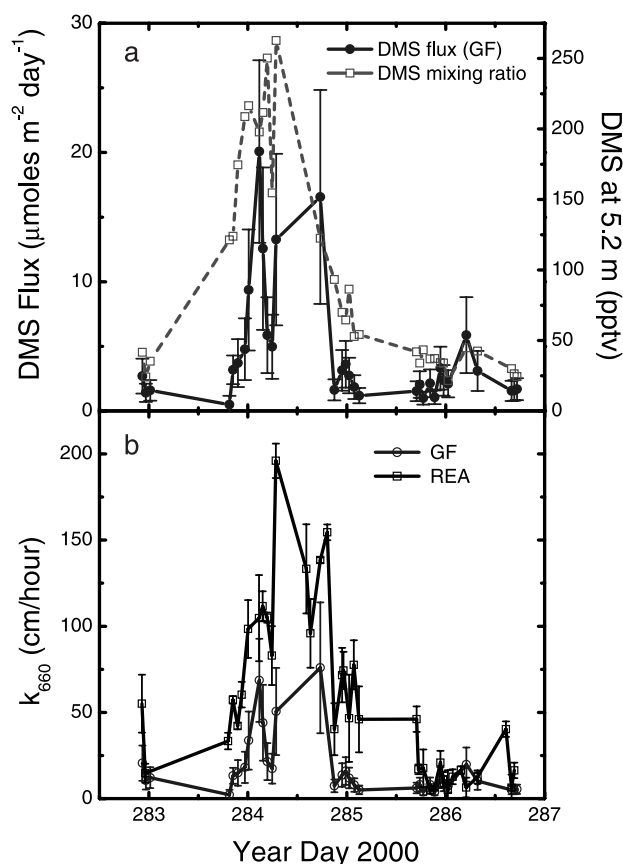 a
DMS flux (GF)
DMS mixing ratio
DMS Flux (μmoles m⁻² day⁻¹)
30
20
10
0
DMS at 5.2 m (pptv)
250
200
150
100
50
0
b
GF
REA
k₆₆₀ (cm/hour)
200
150
100
50
0
283 284 285 286 287
Year Day 2000